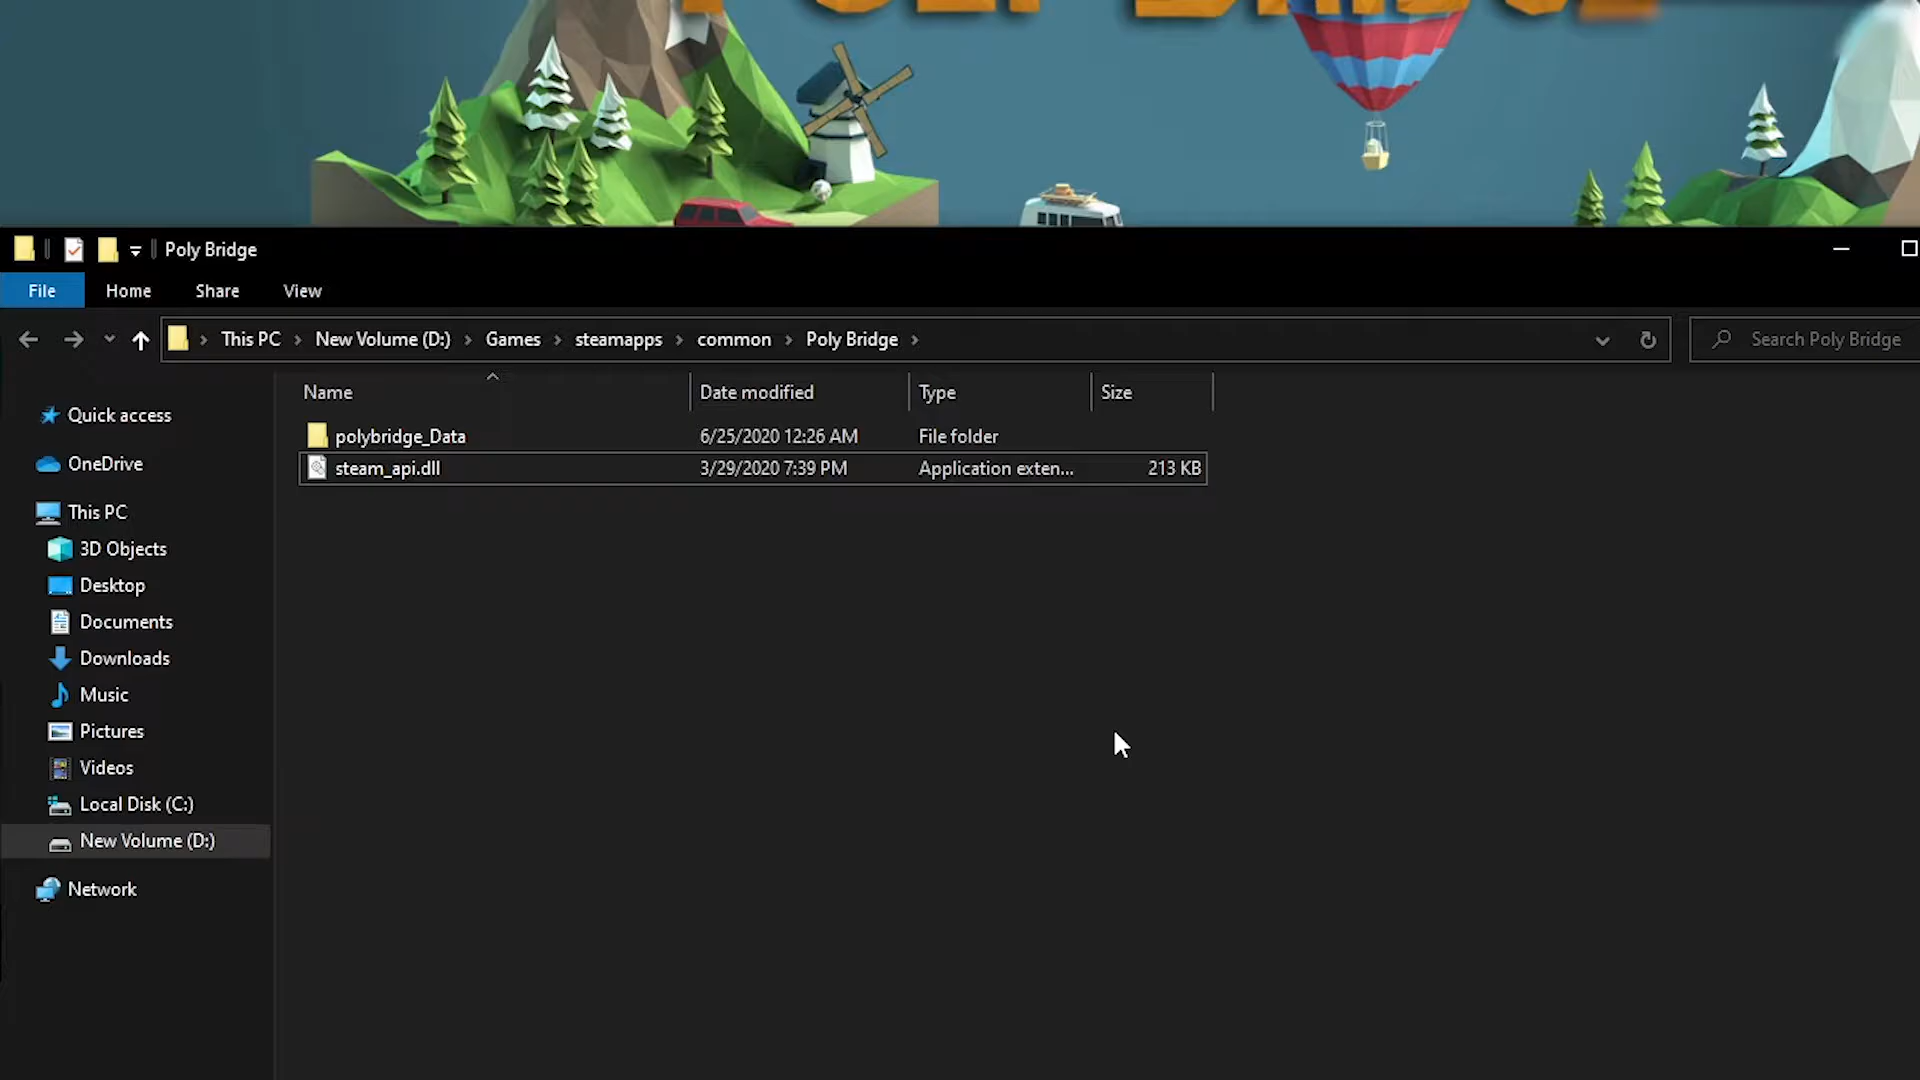 POLY BRIDGE
Poly Bridge
File Home Share View
This PC New Volume (D:) Games steamapps common Poly Bridge Search Poly Bridge
Name Date modified Type Size
polybridge_Data 6/25/2020 12:26 AM File folder
steam_api.dll 3/29/2020 7:39 PM Application exten... 213 KB
Quick access
OneDrive
This PC
3D Objects
Desktop
Documents
Downloads
Music
Pictures
Videos
Local Disk (C:)
New Volume (D:)
Network